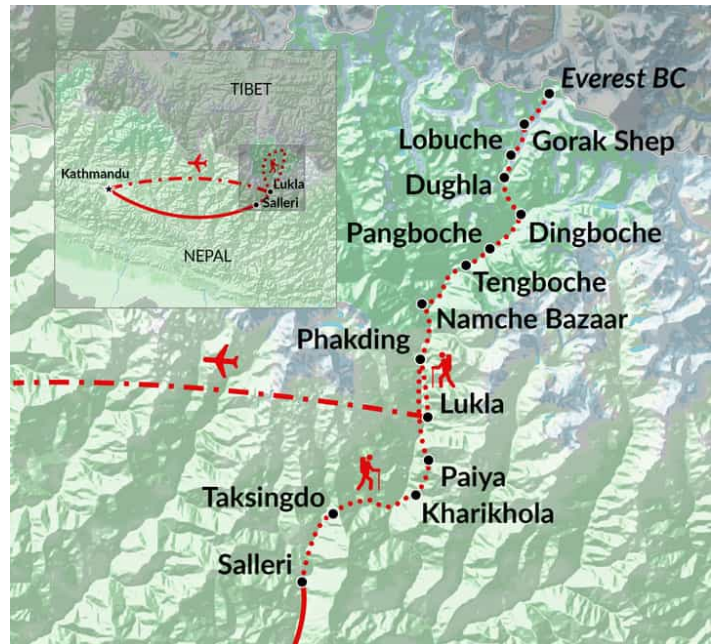 TIBET
Kathmandu
Lukla
Salleri
NEPAL
Everest BC
Lobuche
Gorak Shep
Dughla
Pangboche
Dingboche
Tengboche
Namche Bazaar
Phakding
Lukla
Paiya
Taksingdo
Kharikhola
Salleri